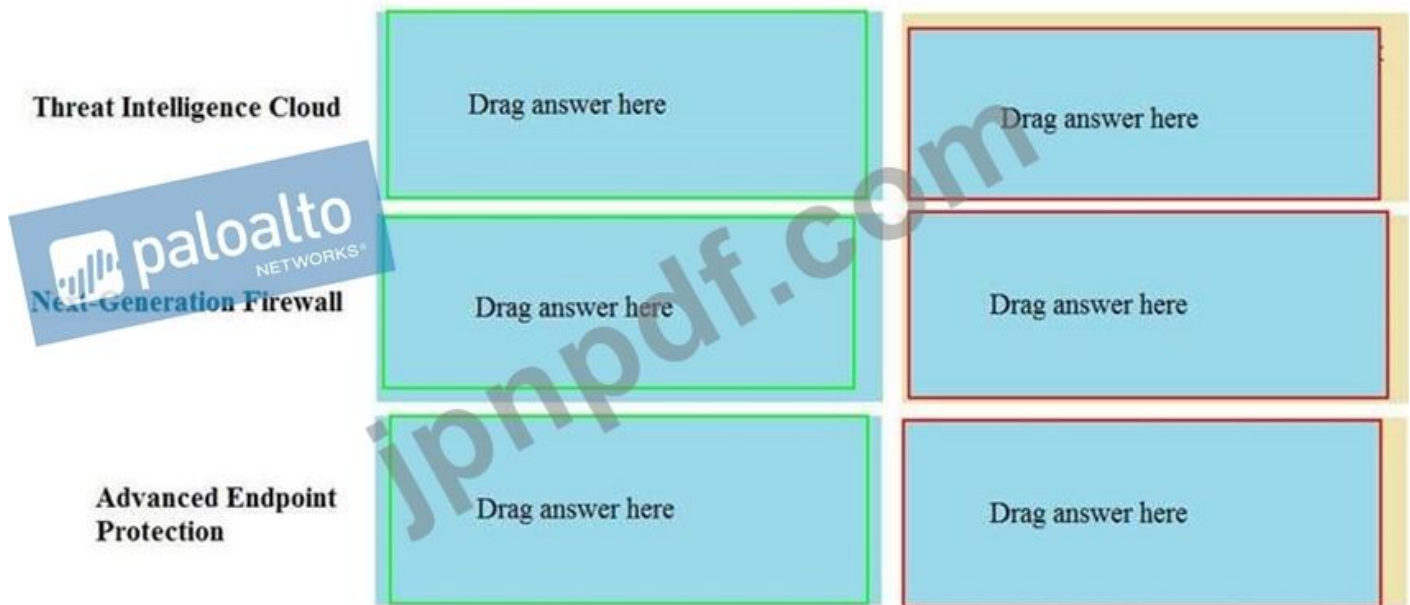 Threat Intelligence Cloud
Drag answer here
Drag answer here
paloalto
NETWORKS®
Next-Generation Firewall
Drag answer here
Drag answer here
Advanced Endpoint
Protection
Drag answer here
Drag answer here
jpnpdf.com